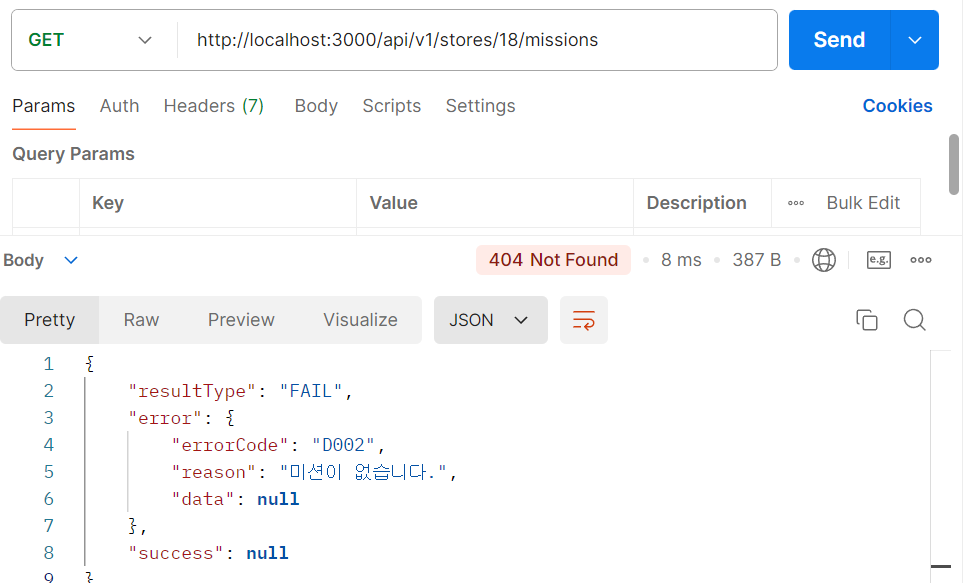 GET http://localhost:3000/api/v1/stores/18/missions Send
Params Auth Headers (7) Body Scripts Settings Cookies
Query Params
Key Value Description Bulk Edit
Body 404 Not Found 8 ms 387 B e.g.
Pretty Raw Preview Visualize JSON
1 {
2 "resultType": "FAIL",
3 "error": {
4 "errorCode": "D002",
5 "reason": "미션이 없습니다.",
6 "data": null
7 },
8 "success": null
9 }